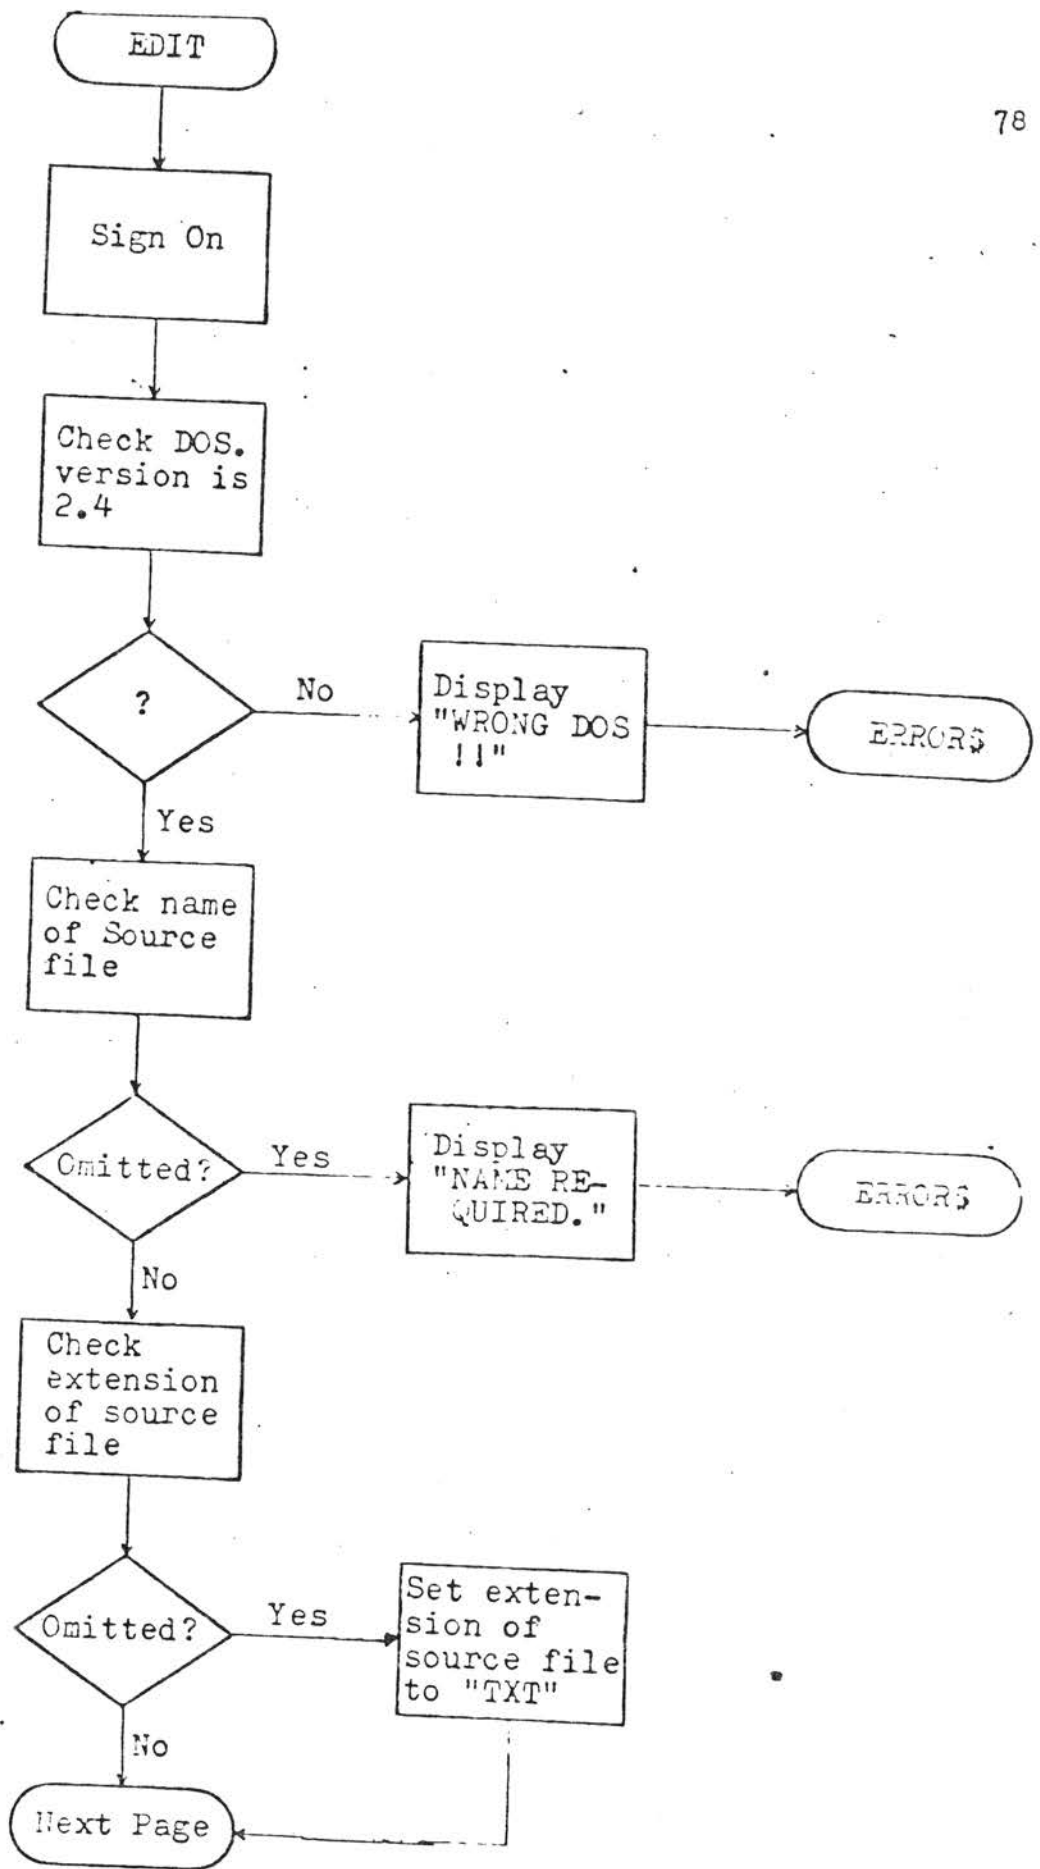 EDIT
78
Sign On
Check DOS.
version is
2.4
?
No
Display
"WRONG DOS
!!"
ERROR$
Yes
Check name
of Source
file
Omitted?
Yes
Display
"NAME RE-
QUIRED."
ERROR$
No
Check
extension
of source
file
Omitted?
Yes
Set exten-
sion of
source file
to "TXT"
No
Next Page